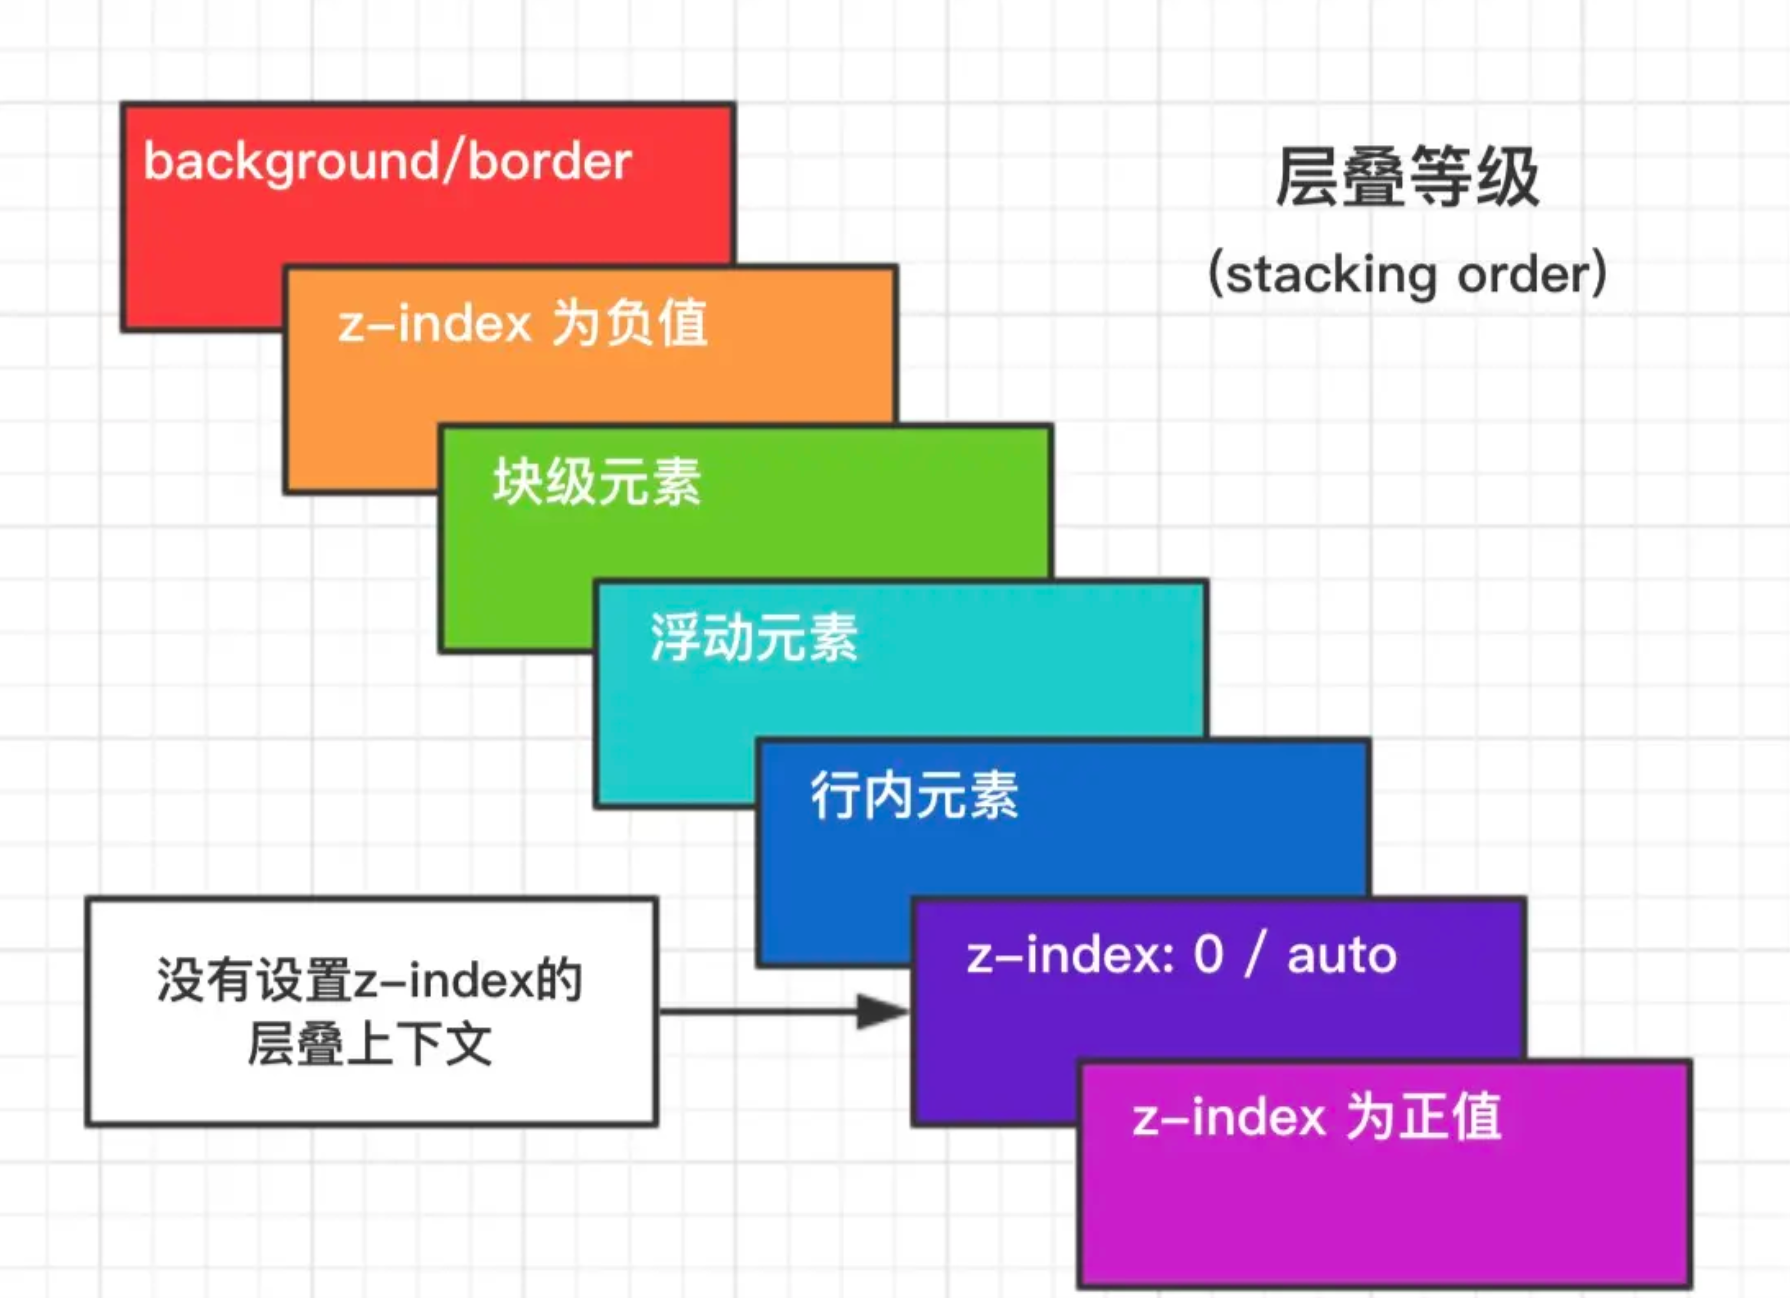 background/border
层叠等级
(stacking order)
z-index 为负值
块级元素
浮动元素
行内元素
没有设置z-index的
层叠上下文
z-index: 0 / auto
z-index 为正值